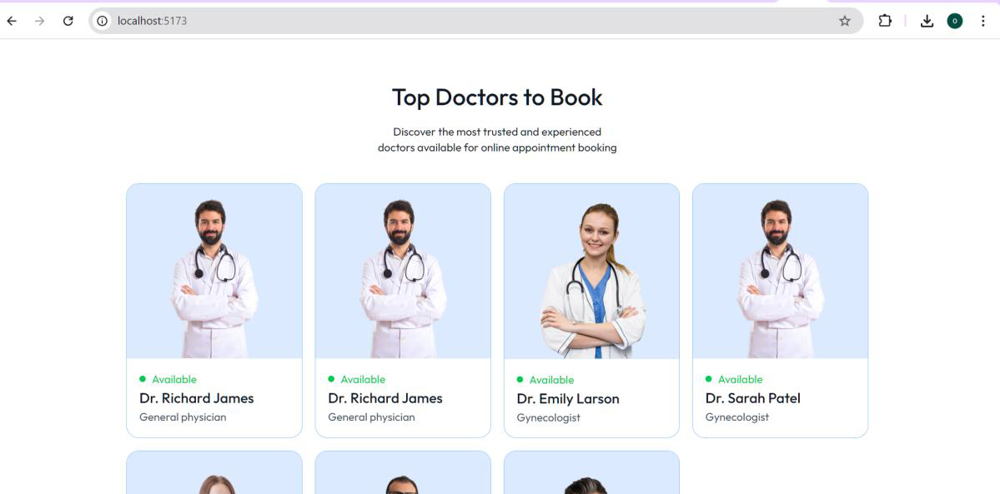 localhost:5173
O
Top Doctors to Book
Discover the most trusted and experienced
doctors available for online appointment booking
Available
Dr. Richard James
General physician
Available
Dr. Richard James
General physician
Available
Dr. Emily Larson
Gynecologist
Available
Dr. Sarah Patel
Gynecologist